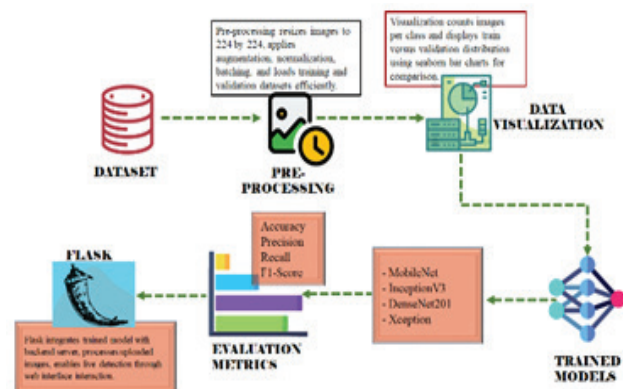 Pre-processing resizes images to
224 by 224, applies
augmentation, normalization,
batching, and loads training and
validation datasets efficiently.
Visualization counts images
per class and displays train
versus validation distribution
using seaborn bar charts for
comparison.
DATASET
PRE-
PROCESSING
DATA
VISUALIZATION
FLASK
Flask integrates trained model with
backend server, processes uploaded
images, enables live detection through
web interface interaction.
Accuracy
Precision
Recall
F1-Score
EVALUATION
METRICS
- MobileNet
- InceptionV3
- DenseNet201
- Xception
TRAINED
MODELS